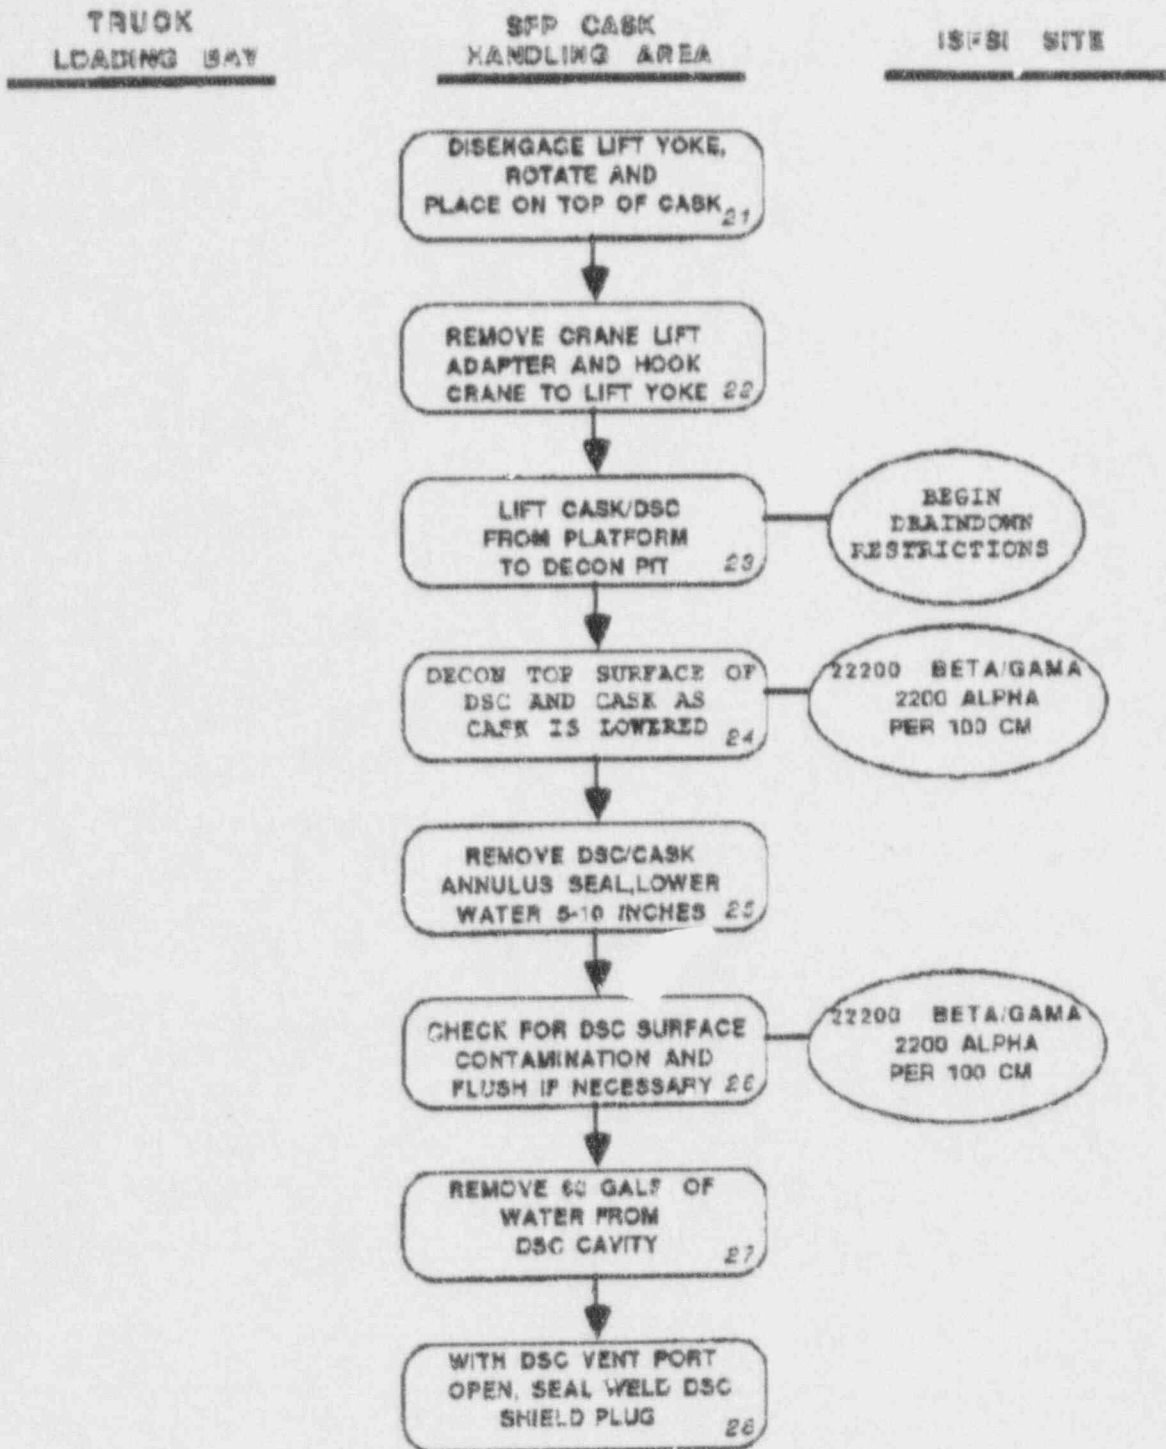 TRUCK
LOADING BAY
SFP CASK
HANDLING AREA
ISFSI SITE
DISENGAGE LIFT YOKE,
ROTATE AND
PLACE ON TOP OF CASK
21
REMOVE CRANE LIFT
ADAPTER AND HOOK
CRANE TO LIFT YOKE 22
LIFT CASK/DSC
FROM PLATFORM
TO DECON PIT 23
BEGIN
DRAINDOWN
RESTRICTIONS
DECON TOP SURFACE OF
DSC AND CASK AS
CASK IS LOWERED 24
22200 BETA/GAMA
2200 ALPHA
PER 100 CM
REMOVE DSC/CASK
ANNULUS SEAL,LOWER
WATER 5-10 INCHES 25
CHECK FOR DSC SURFACE
CONTAMINATION AND
FLUSH IF NECESSARY 26
22200 BETA/GAMA
2200 ALPHA
PER 100 CM
REMOVE 60 GALS OF
WATER FROM
DSC CAVITY 27
WITH DSC VENT PORT
OPEN, SEAL WELD DSC
SHIELD PLUG 28